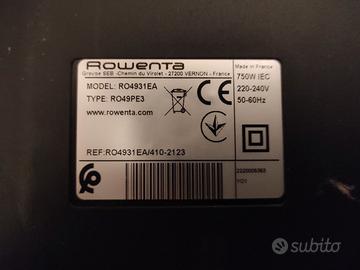 Rowenta
Groupe SEB -Chemin du Virolet - 27200 VERNON - France
MODEL: RO4931EA
TYPE: RO49PE3
www.rowenta.com
REF:RO4931EA/410-2123
Made in France
750W IEC
220-240V
50-60Hz
subito